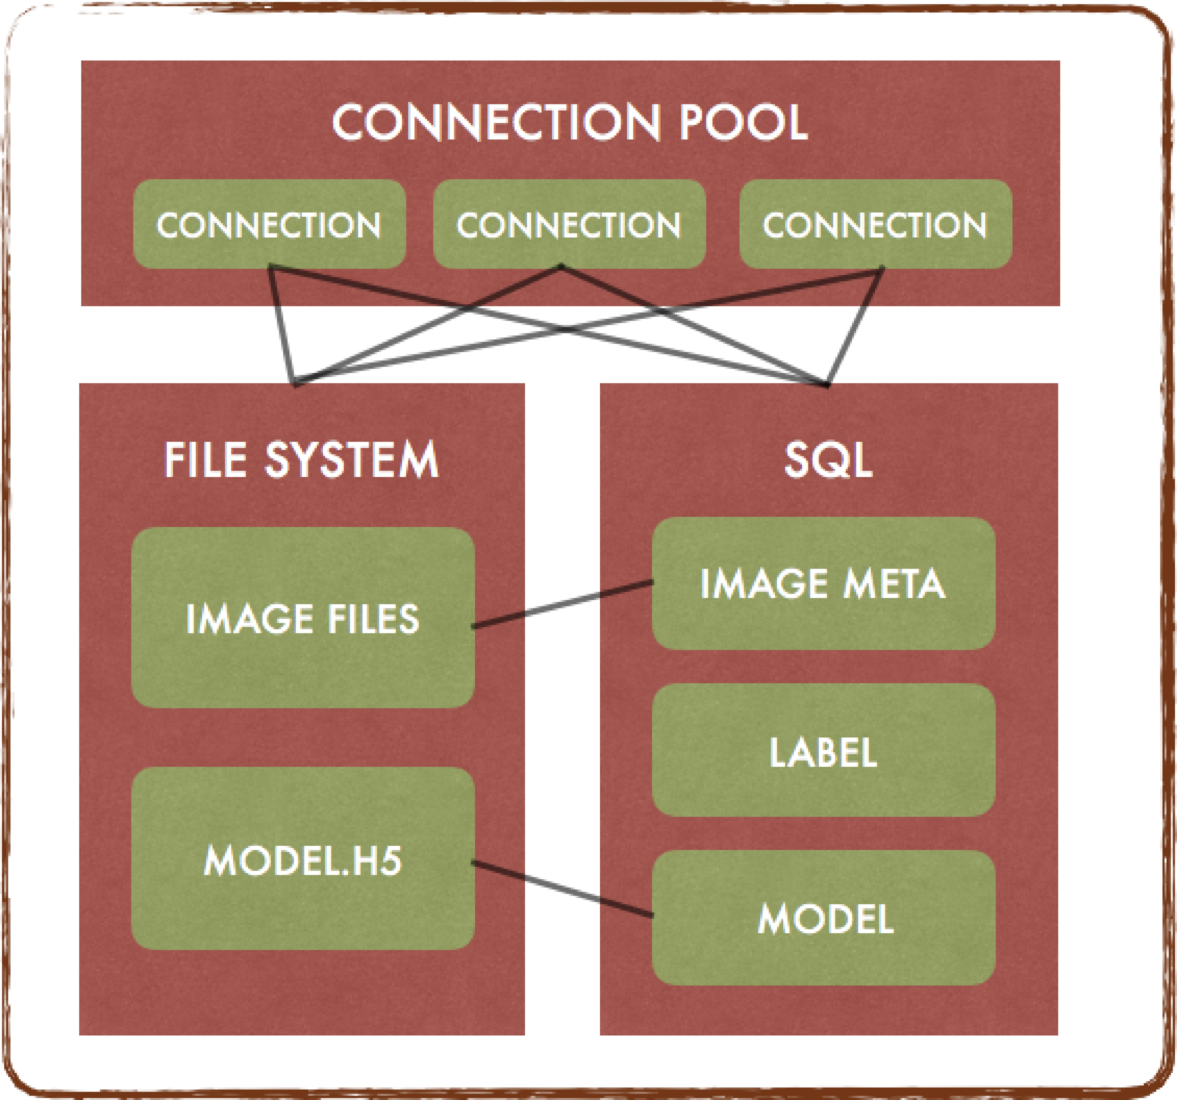 CONNECTION POOL
CONNECTION CONNECTION CONNECTION
FILE SYSTEM
IMAGE FILES
MODEL.H5
SQL
IMAGE META
LABEL
MODEL